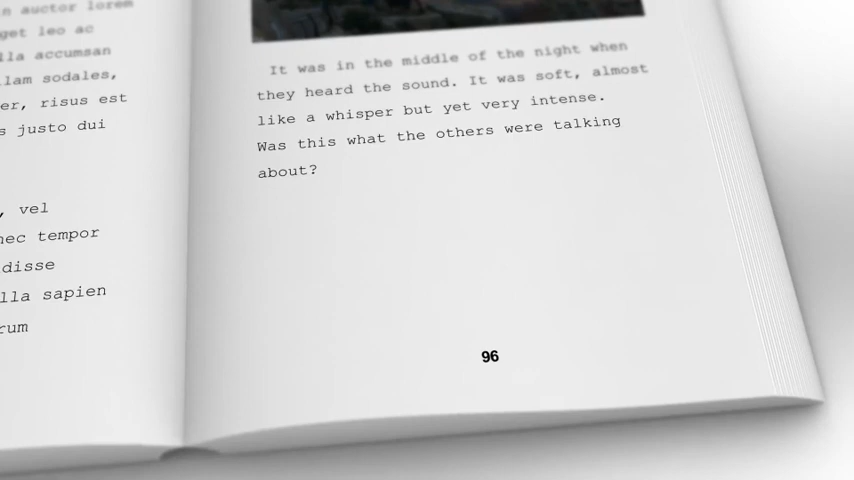 n auctor lorem
get leo ac
lla accumsan
llam sodales,
er, risus est
s justo dui
, vel
nec tempor
disse
lla sapien
rum
It was in the middle of the night when
they heard the sound. It was soft, almost
like a whisper but yet very intense.
Was this what the others were talking
about?
96